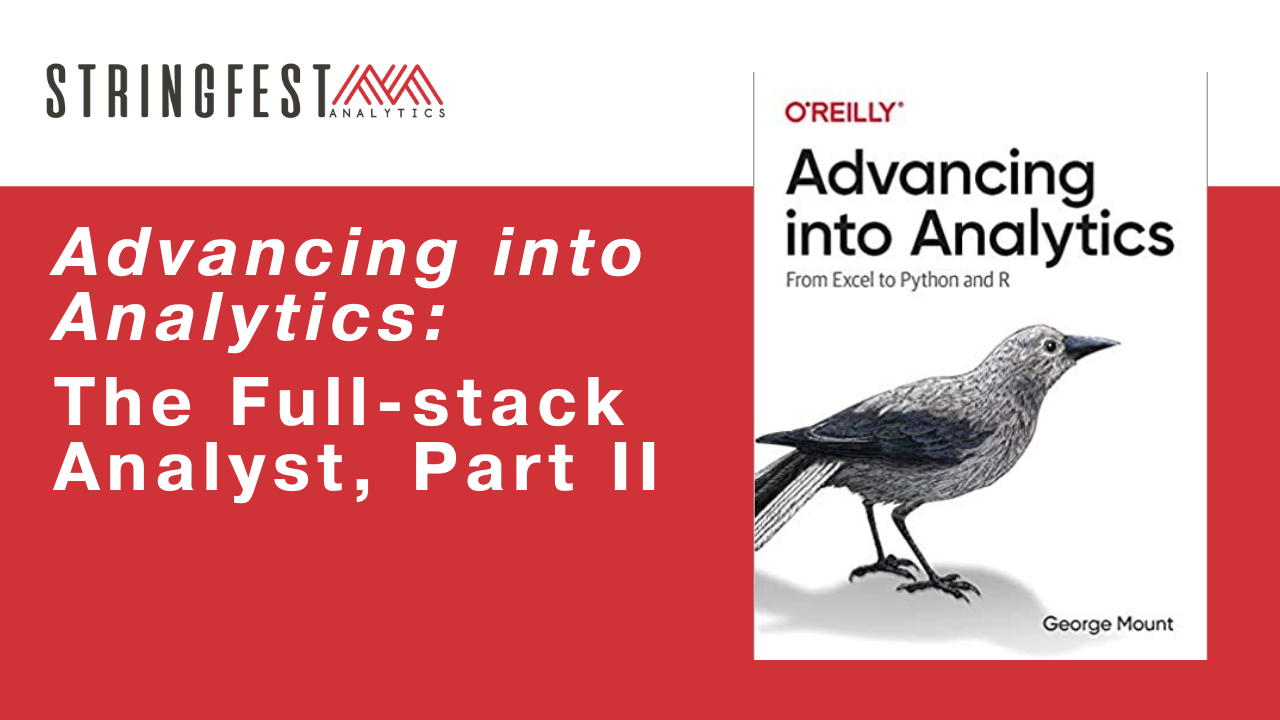 STRINGFEST
ANALYTICS
Advancing into
Analytics:
The Full-stack
Analyst, Part II
O'REILLY®
Advancing
into Analytics
From Excel to Python and R
George Mount